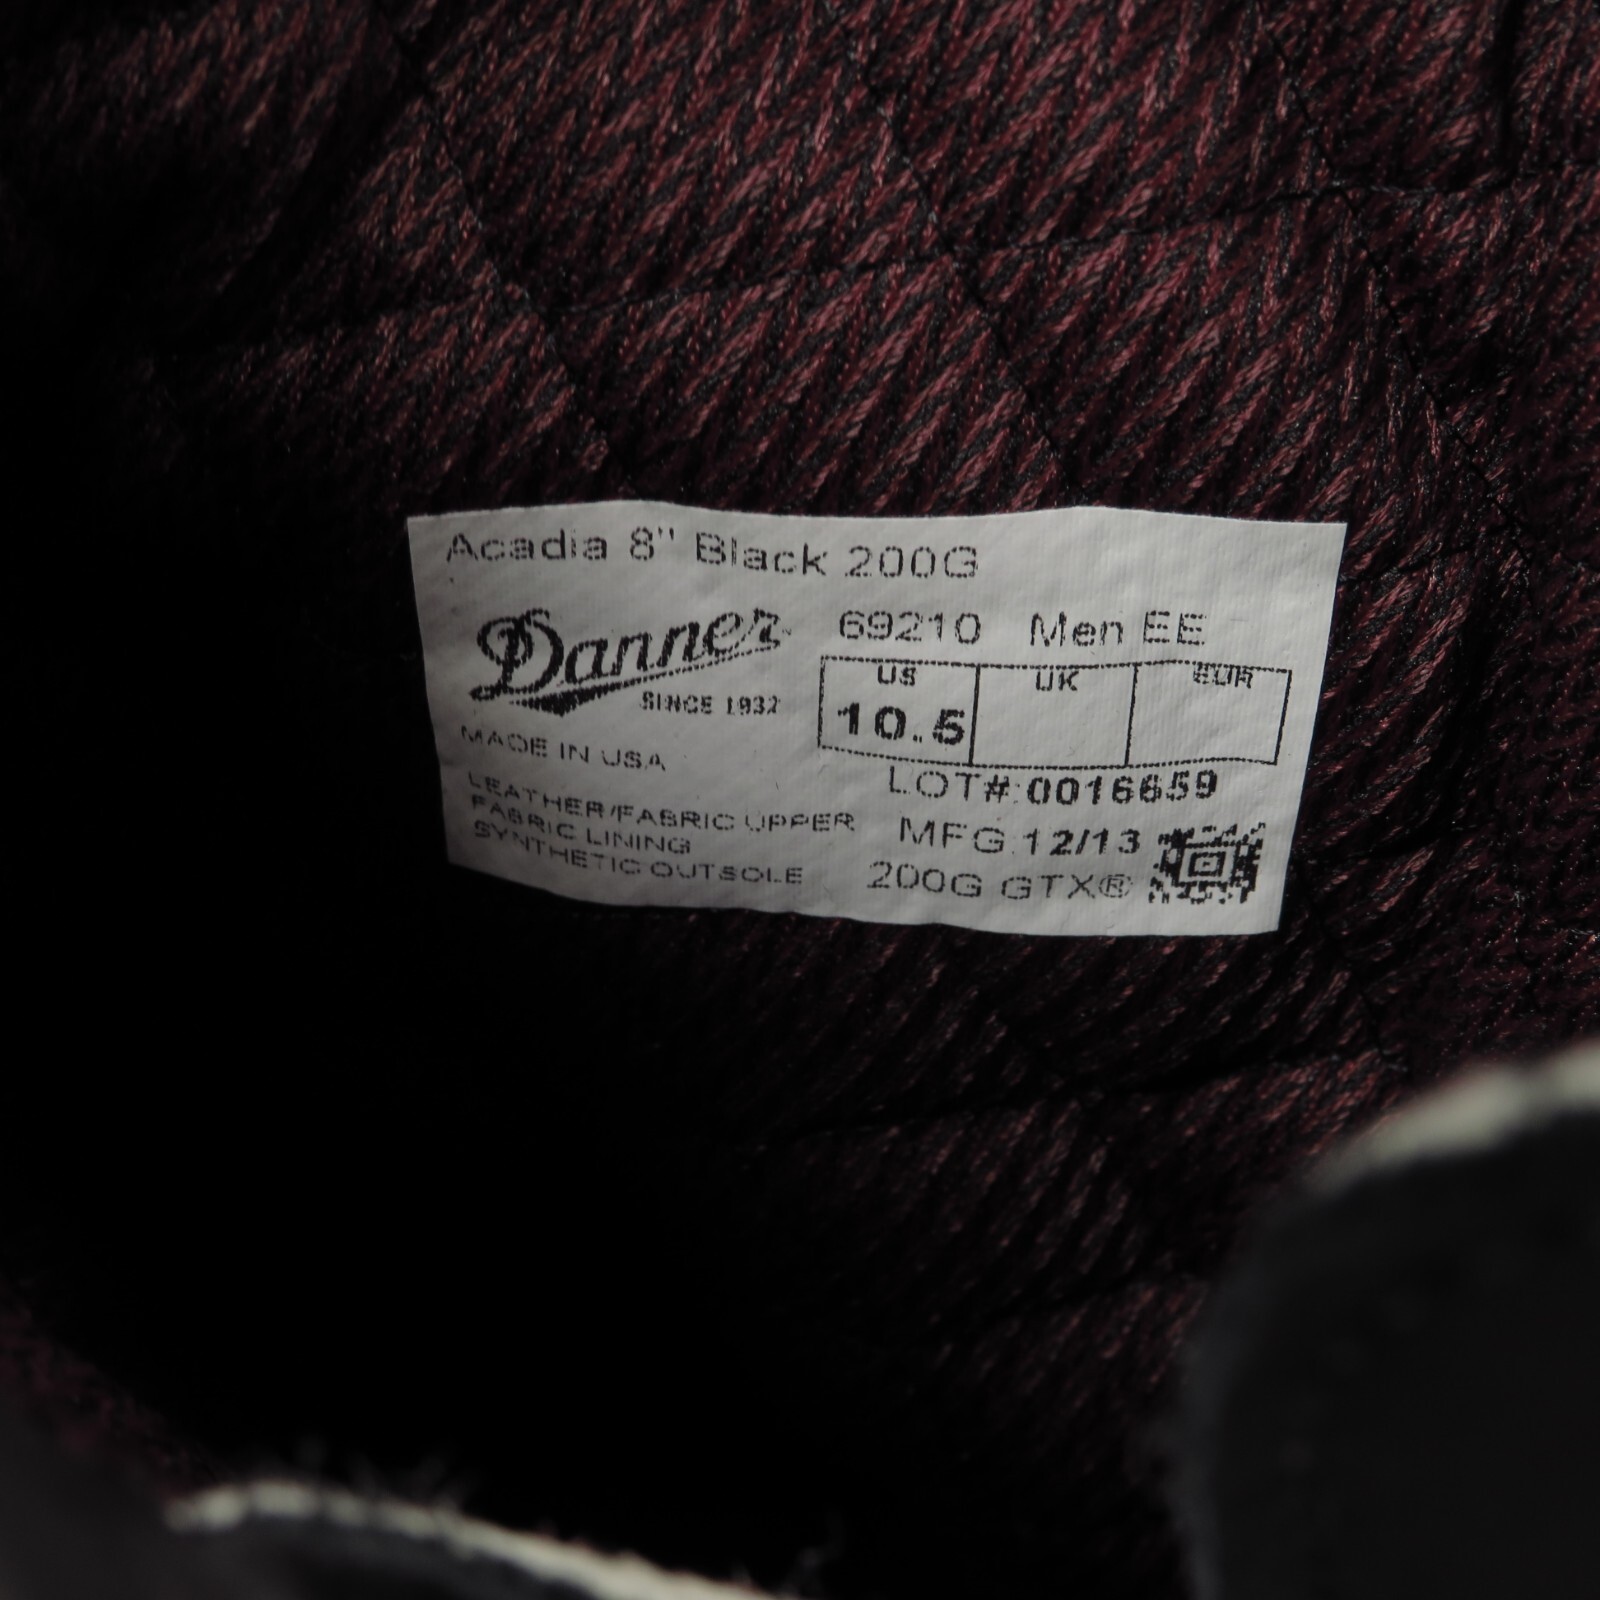 Acadia 8" Black 200G
Danner
SINCE 1932
69210 Men EE
US UK EUR
10.5
MADE IN USA
LOT#:0016659
LEATHER/FABRIC UPPER
FABRIC LINING
SYNTHETIC OUTSOLE
MFG:12/13
200G GTX®